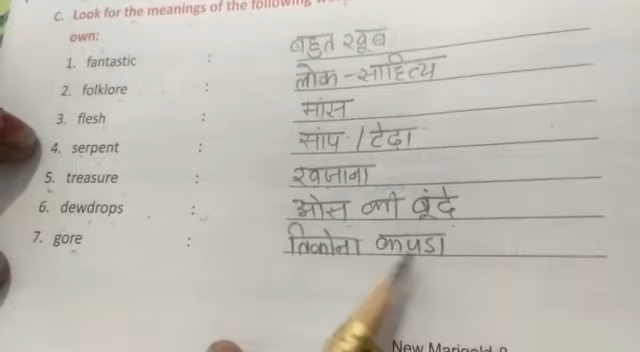 C. Look for the meanings of the following
own:
1. fantastic : बहुत खूब
2. folklore : लोक-साहित्य
3. flesh : मांस
4. serpent : सांप/टेढ़ा
5. treasure : खजाना
6. dewdrops : ओस की बूंदे
7. gore : तिकोना कपडा
New Marigold